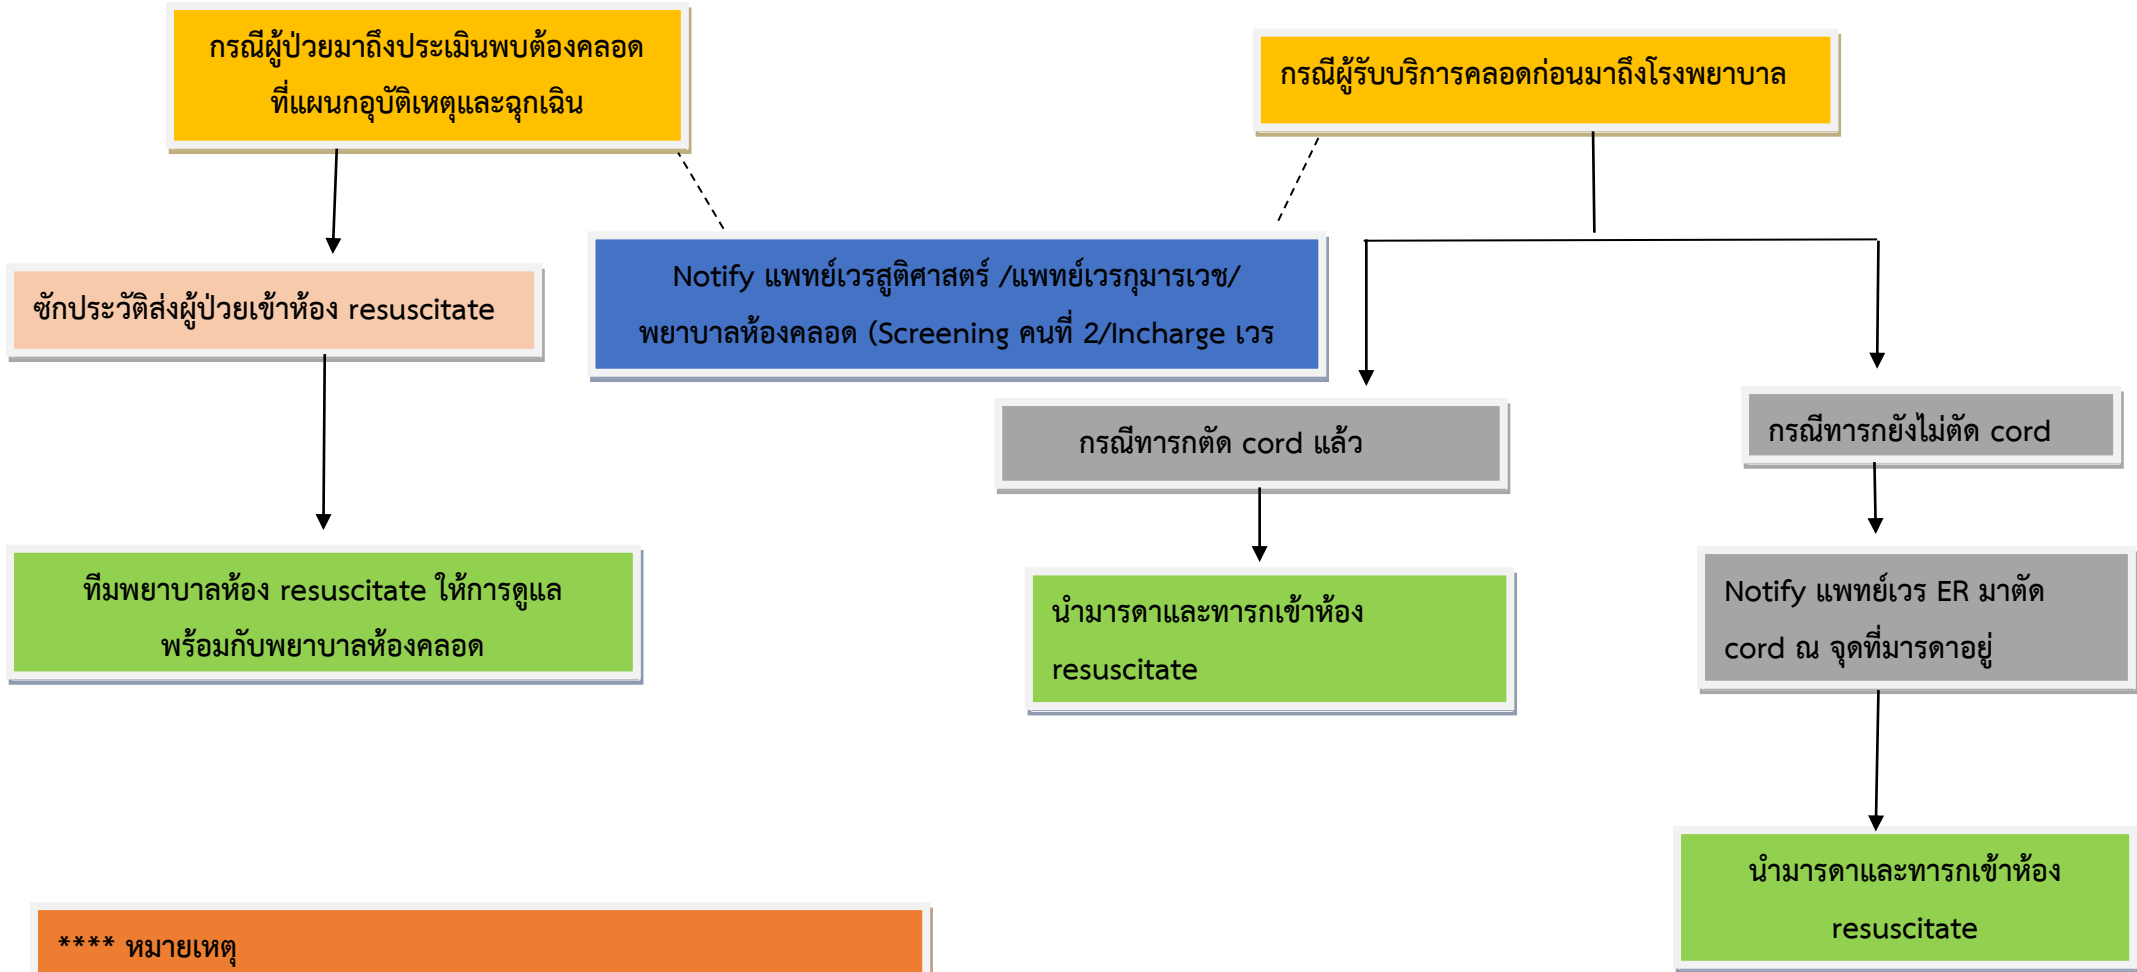 กรณีผู้ป่วยมาถึงประเมินพบต้องคลอด
ที่แผนกอุบัติเหตุและฉุกเฉิน
กรณีผู้รับบริการคลอดก่อนมาถึงโรงพยาบาล
ซักประวัติส่งผู้ป่วยเข้าห้อง resuscitate
Notify แพทย์เวรสูติศาสตร์ /แพทย์เวรกุมารเวช/
พยาบาลห้องคลอด (Screening คนที่ 2/Incharge เวร
กรณีทารกตัด cord แล้ว
กรณีทารกยังไม่ตัด cord
ทีมพยาบาลห้อง resuscitate ให้การดูแล
พร้อมกับพยาบาลห้องคลอด
นำมารดาและทารกเข้าห้อง
resuscitate
Notify แพทย์เวร ER มาตัด
cord ณ จุดที่มารดาอยู่
นำมารดาและทารกเข้าห้อง
resuscitate
**** หมายเหตุ